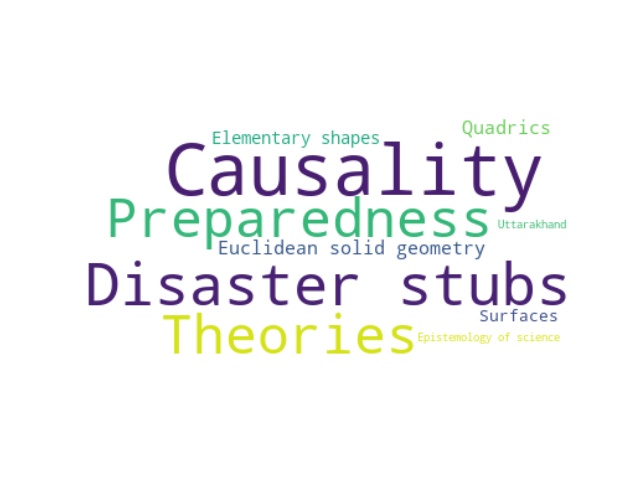 Quadrics
Elementary shapes
Causality
Preparedness
Uttarakhand
Euclidean solid geometry
Disaster stubs
Surfaces
Theories
Epistemology of science